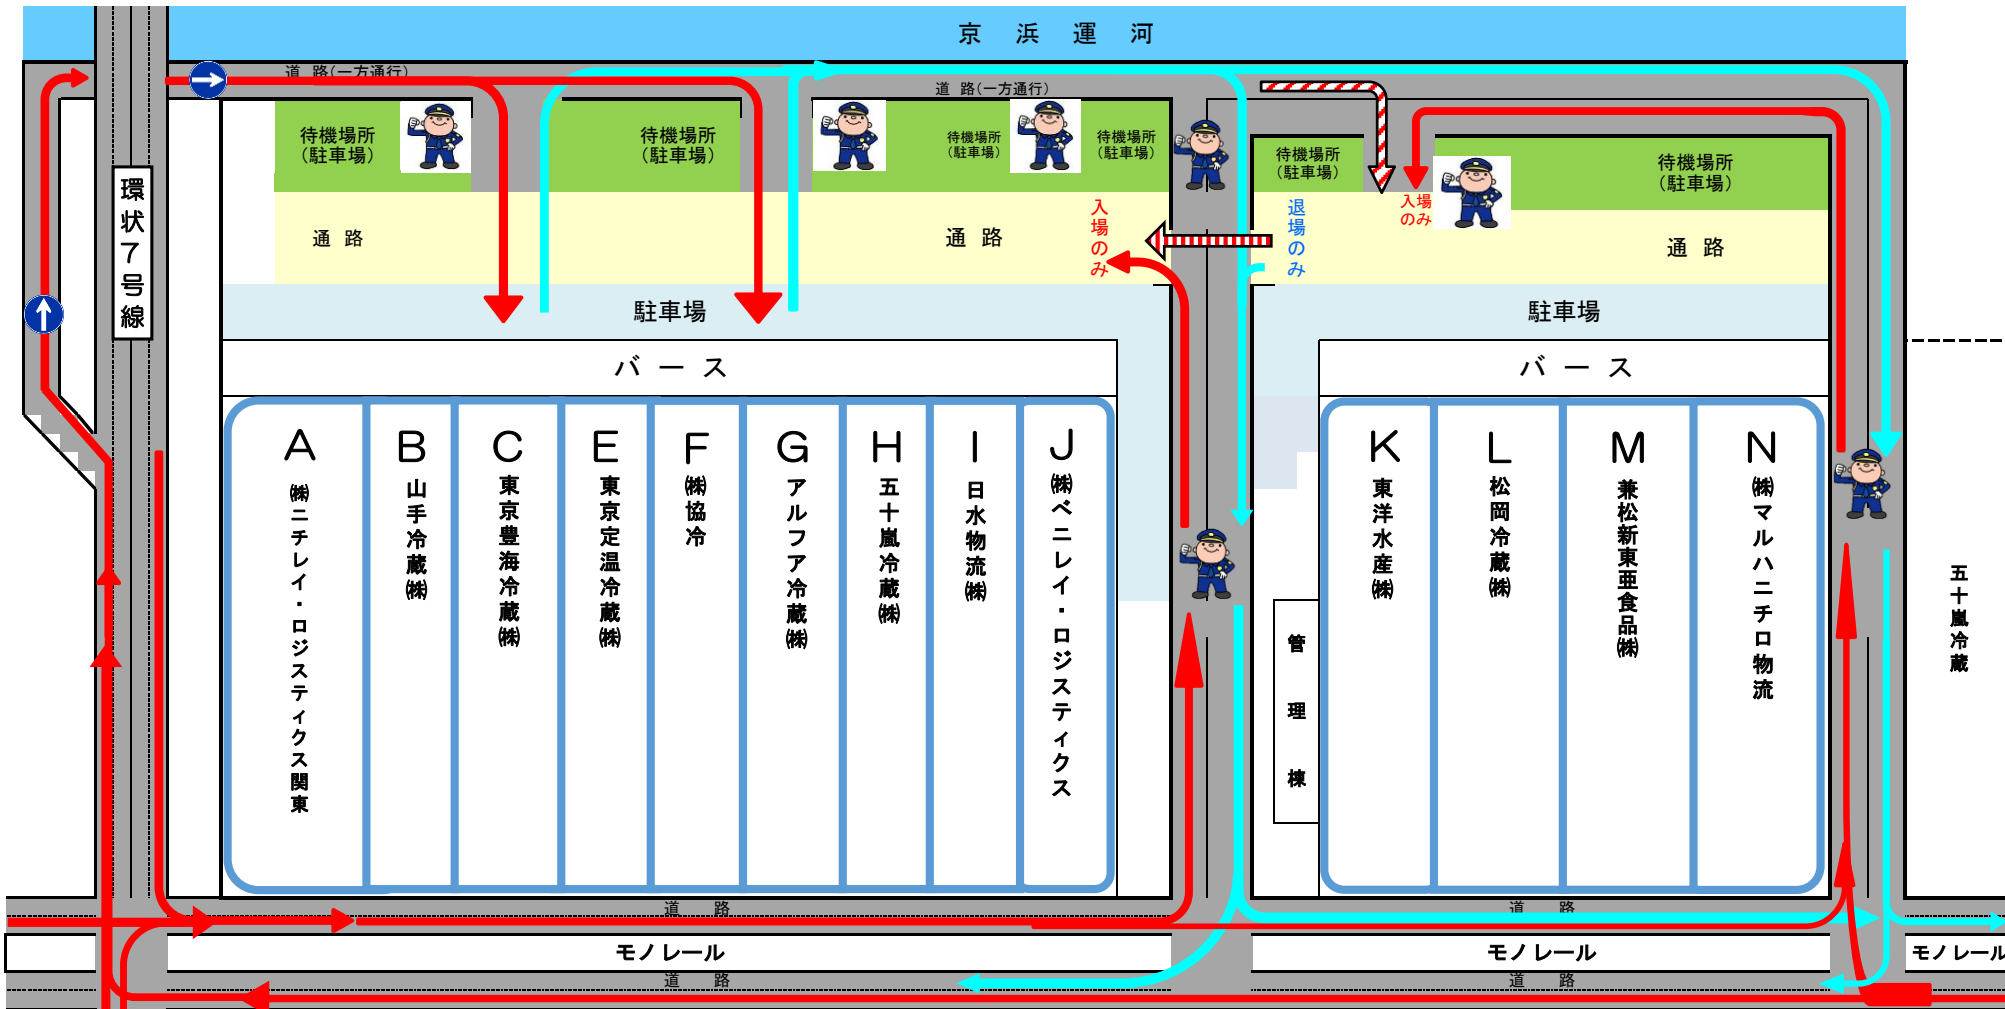 京 浜 運 河
道 路(一方通行)
道 路(一方通行)
待機場所
（駐車場）
待機場所
（駐車場）
待機場所
（駐車場）
待機場所
（駐車場）
待機場所
（駐車場）
待機場所
（駐車場）
環状７号線
通 路
通 路
入場のみ
退場のみ
入場
のみ
通 路
駐車場
駐車場
バ ー ス
バ ー ス
A
㈱ニチレイ・ロジスティクス関東
B
山手冷蔵㈱
C
東京豊海冷蔵㈱
E
東京定温冷蔵㈱
F
㈱協冷
G
アルフア冷蔵㈱
H
五十嵐冷蔵㈱
I
日水物流㈱
J
㈱ベニレイ・ロジスティクス
K
東洋水産㈱
L
松岡冷蔵㈱
M
兼松新東亜食品㈱
N
㈱マルハニチロ物流
管理棟
五十嵐冷蔵
道 路
道 路
モノレール
モノレール
モノレール
道 路
道 路